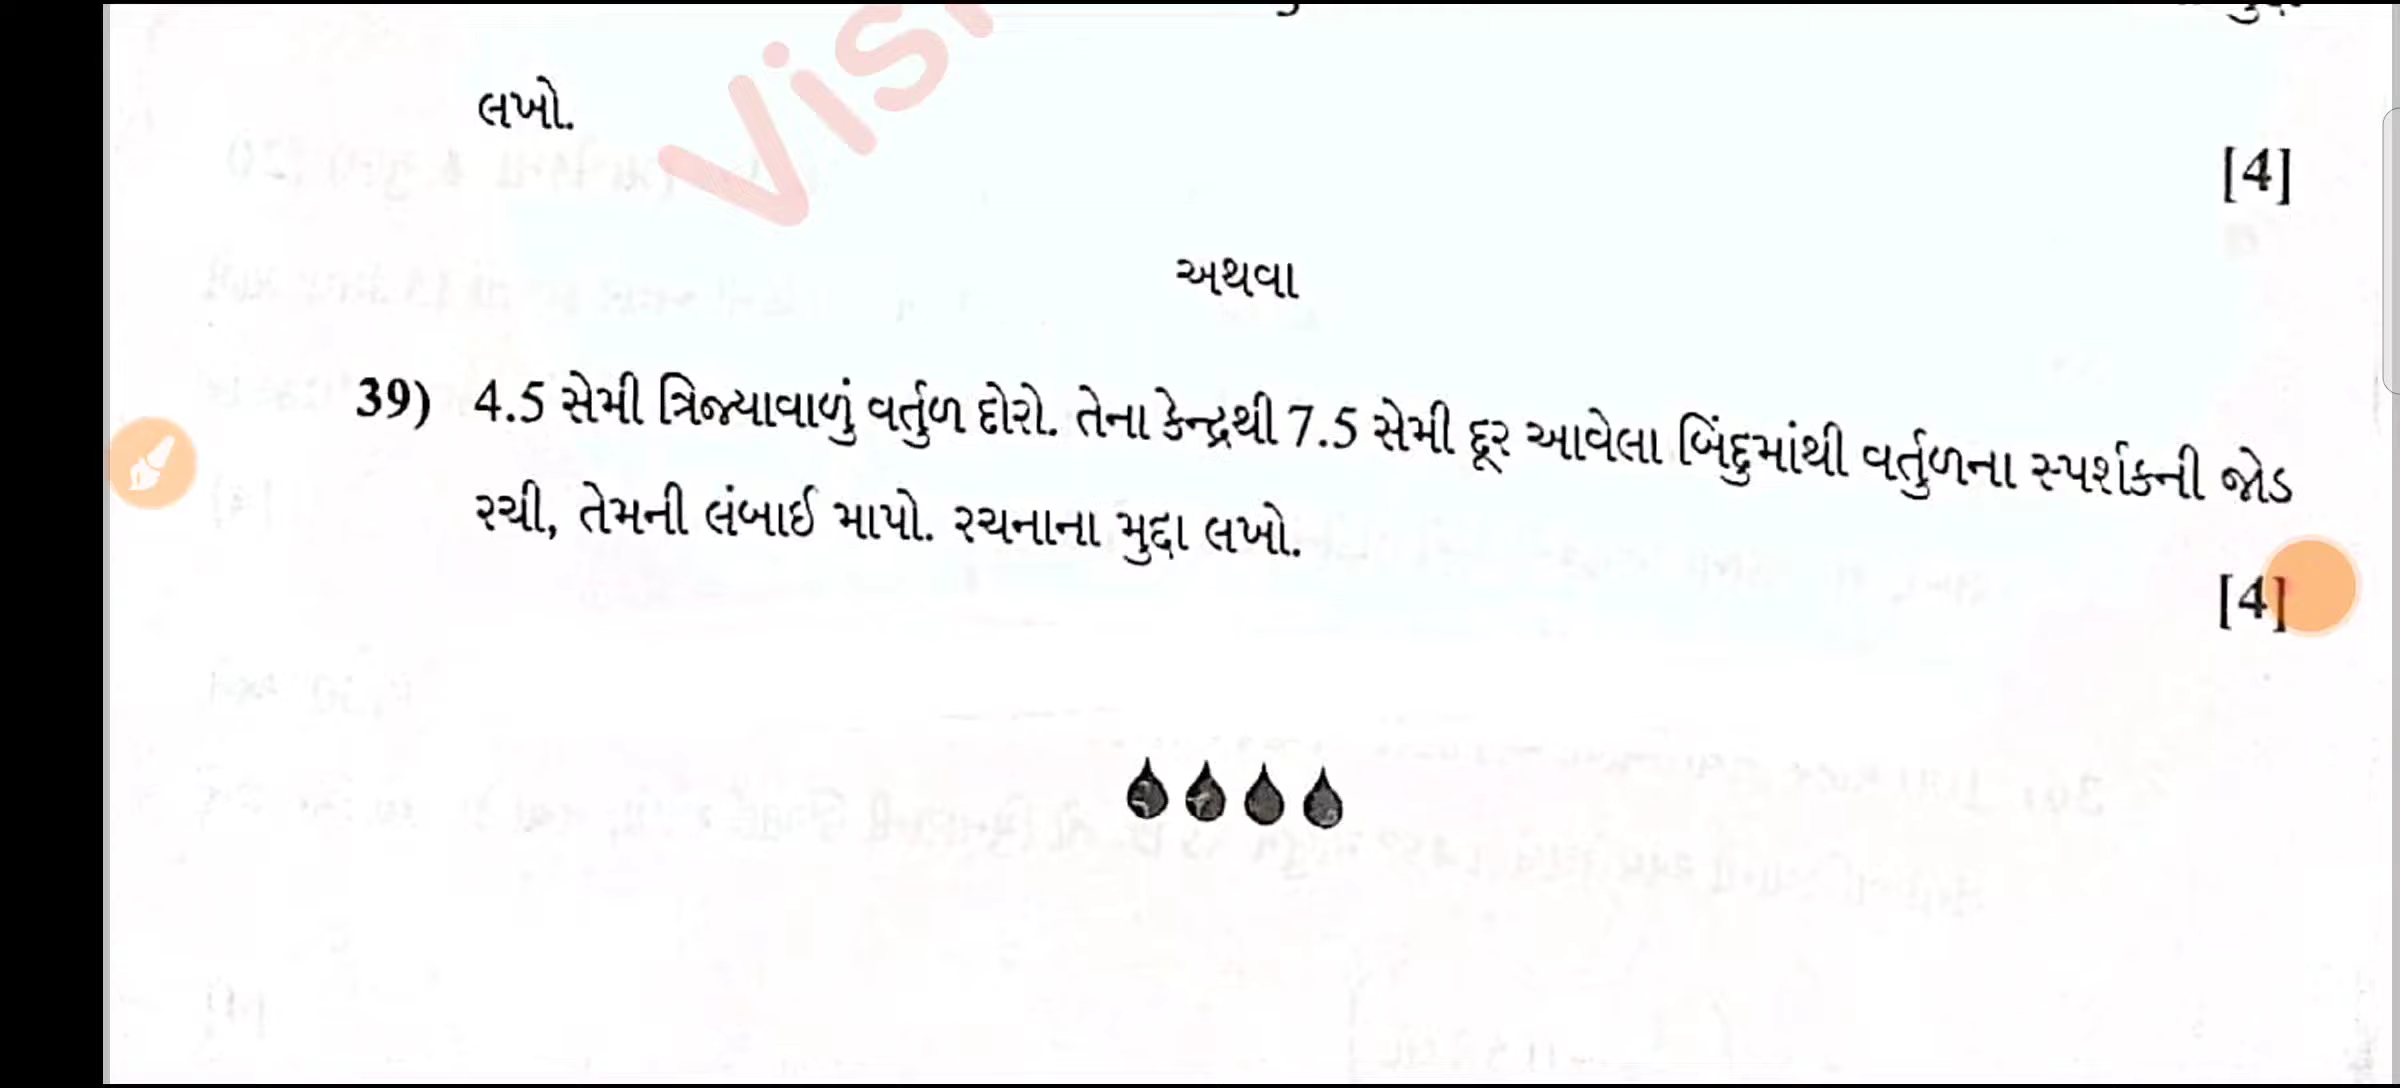 Vis
લખો.
[4]
અથવા
39) 4.5 સેમી ત્રિજ્યાવાળું વર્તુળ દોરો. તેના કેન્દ્રથી 7.5 સેમી દૂર આવેલા બિંદુમાંથી વર્તુળના સ્પર્શકની જોડ
રચી, તેમની લંબાઈ માપો. રચનાના મુદ્દા લખો.
[4]